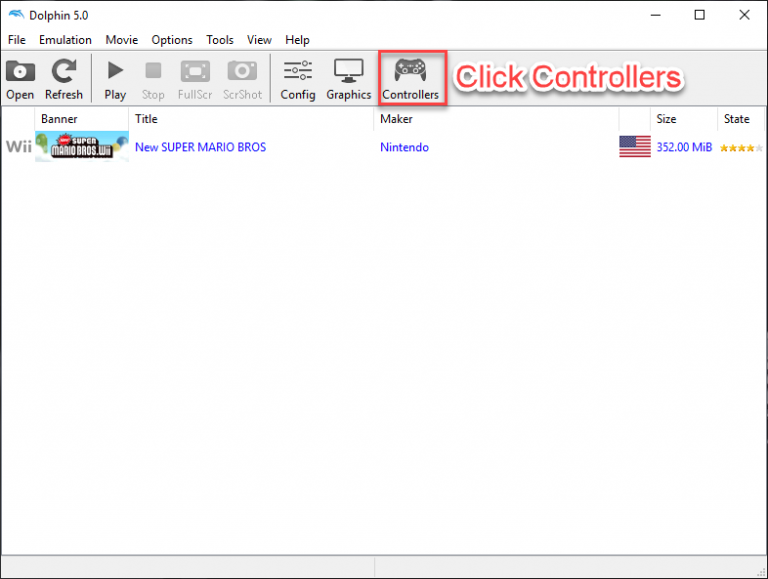 Dolphin 5.0
File Emulation Movie Options Tools View Help
Open Refresh Play Stop FullScr ScrShot Config Graphics Controllers
Click Controllers
Banner Title Maker Size State
Wii New SUPER MARIO BROS.Wii New SUPER MARIO BROS Nintendo 352.00 MiB